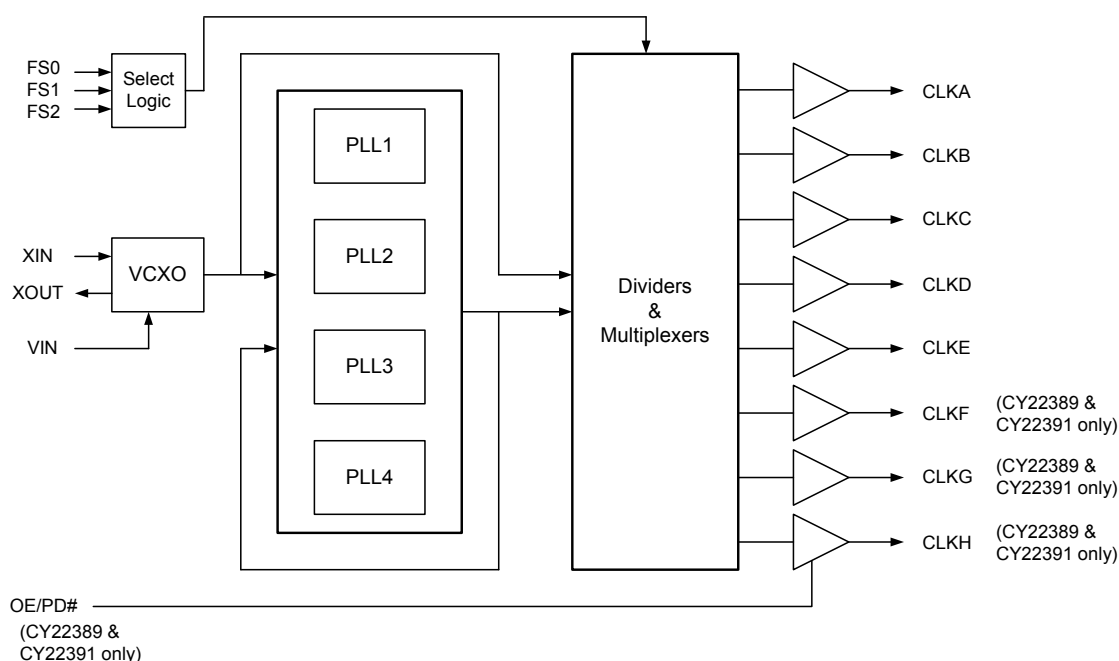 FS0
FS1
FS2
Select
Logic
XIN
XOUT
VIN
VCXO
PLL1
PLL2
PLL3
PLL4
Dividers
&
Multiplexers
CLKA
CLKB
CLKC
CLKD
CLKE
CLKF
(CY22389 &
CY22391 only)
CLKG
(CY22389 &
CY22391 only)
CLKH
(CY22389 &
CY22391 only)
OE/PD#
(CY22389 &
CY22391 only)